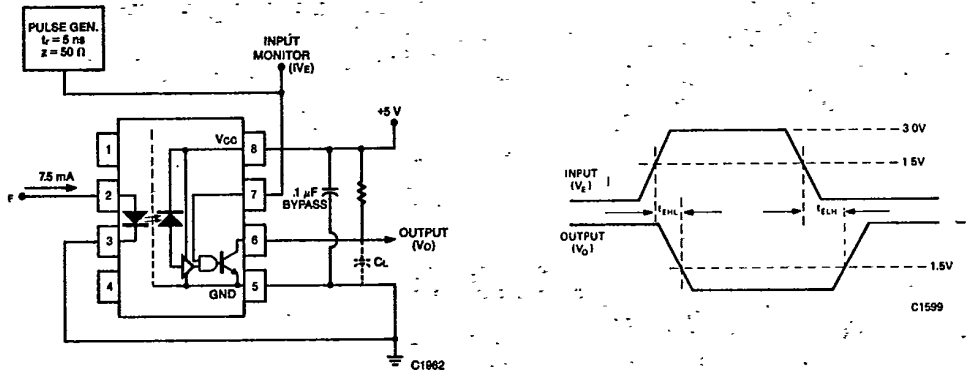 PULSE GEN.
tr = 5 ns
z = 50 Ω
INPUT
MONITOR
(IVE)
+5 V
1
VCC
8
7.5 mA
F
2
7
.1 µF
BYPASS
3
6
OUTPUT
(VO)
CL
4
GND
5
C1962
3.0V
1.5V
INPUT
(VE)
tEHL
tELH
OUTPUT
(VO)
1.5V
C1599